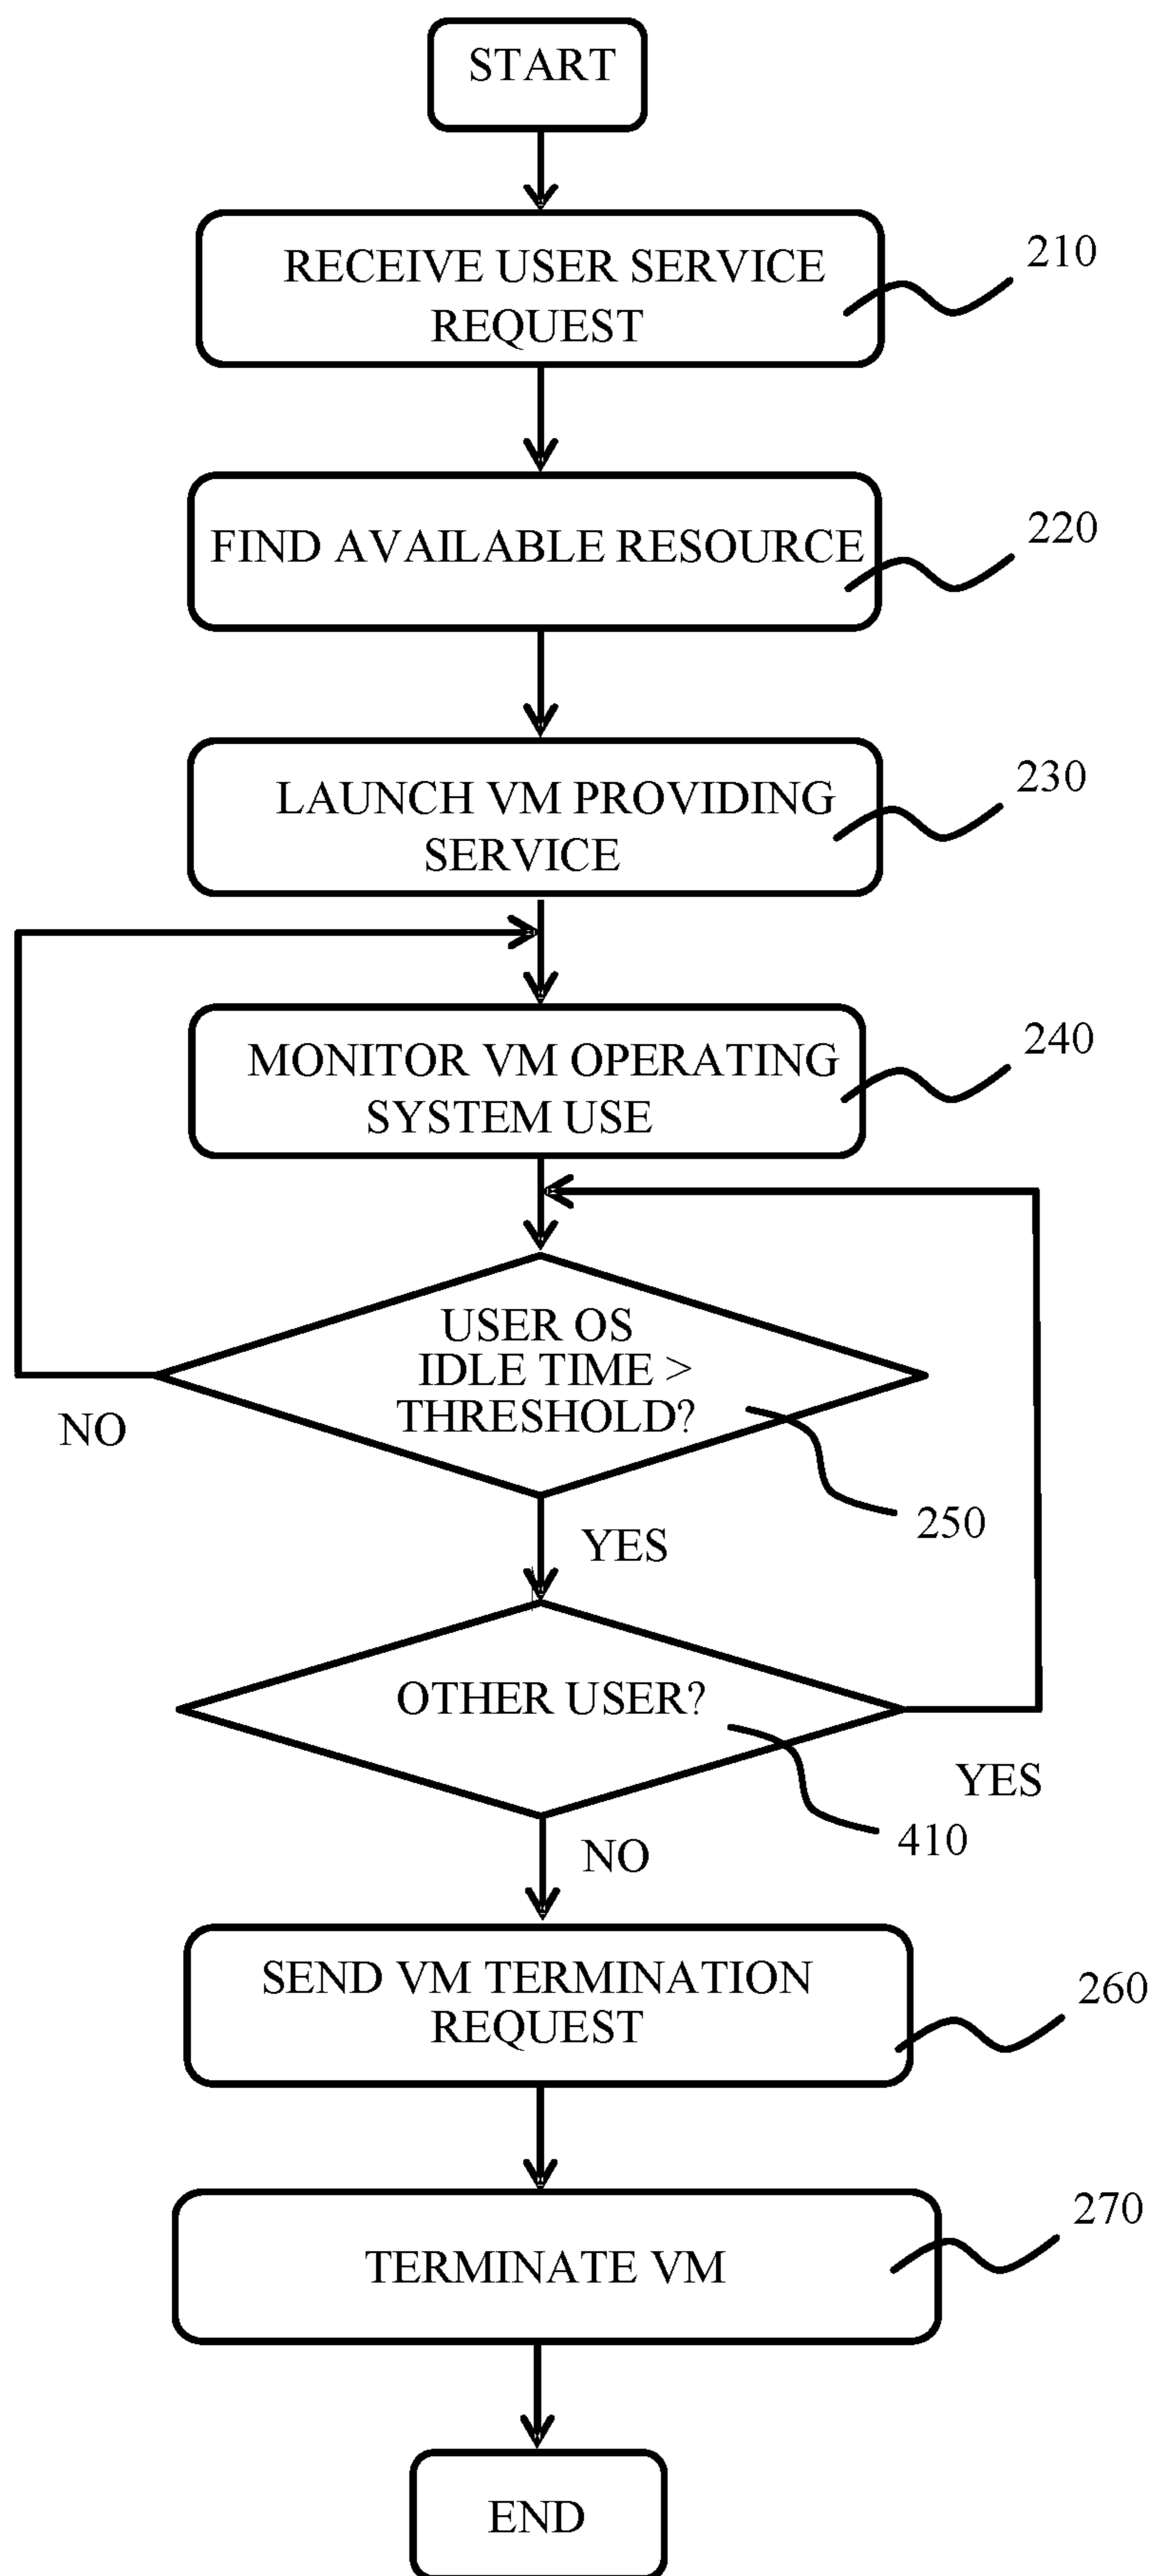 START
RECEIVE USER SERVICE
REQUEST
210
FIND AVAILABLE RESOURCE
220
LAUNCH VM PROVIDING
SERVICE
230
MONITOR VM OPERATING
SYSTEM USE
240
USER OS
IDLE TIME >
THRESHOLD?
NO
250
YES
OTHER USER?
YES
410
NO
SEND VM TERMINATION
REQUEST
260
TERMINATE VM
270
END